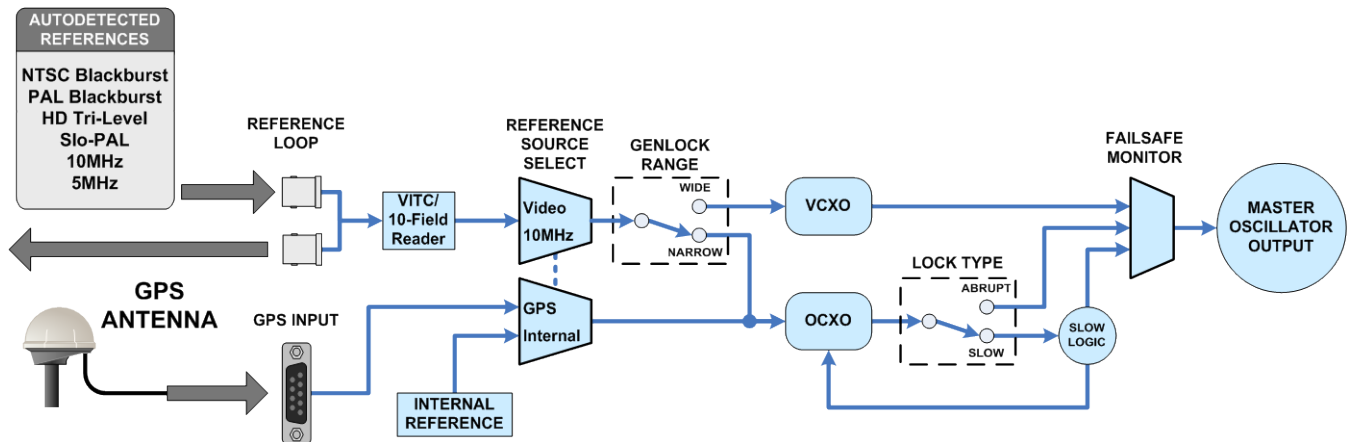 AUTODETECTED
REFERENCES
NTSC Blackburst
PAL Blackburst
HD Tri-Level
Slo-PAL
10MHz
5MHz
REFERENCE
LOOP
VITC/
10-Field
Reader
REFERENCE
SOURCE
SELECT
Video
10MHz
GENLOCK
RANGE
WIDE
NARROW
VCXO
FAILSAFE
MONITOR
MASTER
OSCILLATOR
OUTPUT
GPS
ANTENNA
GPS INPUT
GPS
Internal
INTERNAL
REFERENCE
OCXO
LOCK TYPE
ABRUPT
SLOW
SLOW
LOGIC